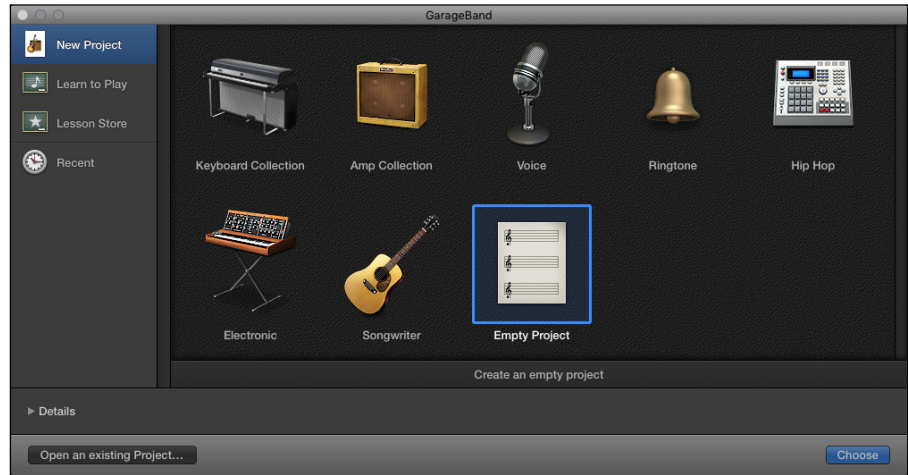 GarageBand
New Project
Learn to Play
Lesson Store
Recent
Keyboard Collection
Amp Collection
Voice
Ringtone
Hip Hop
Electronic
Songwriter
Empty Project
Create an empty project
Details
Open an existing Project...
Choose